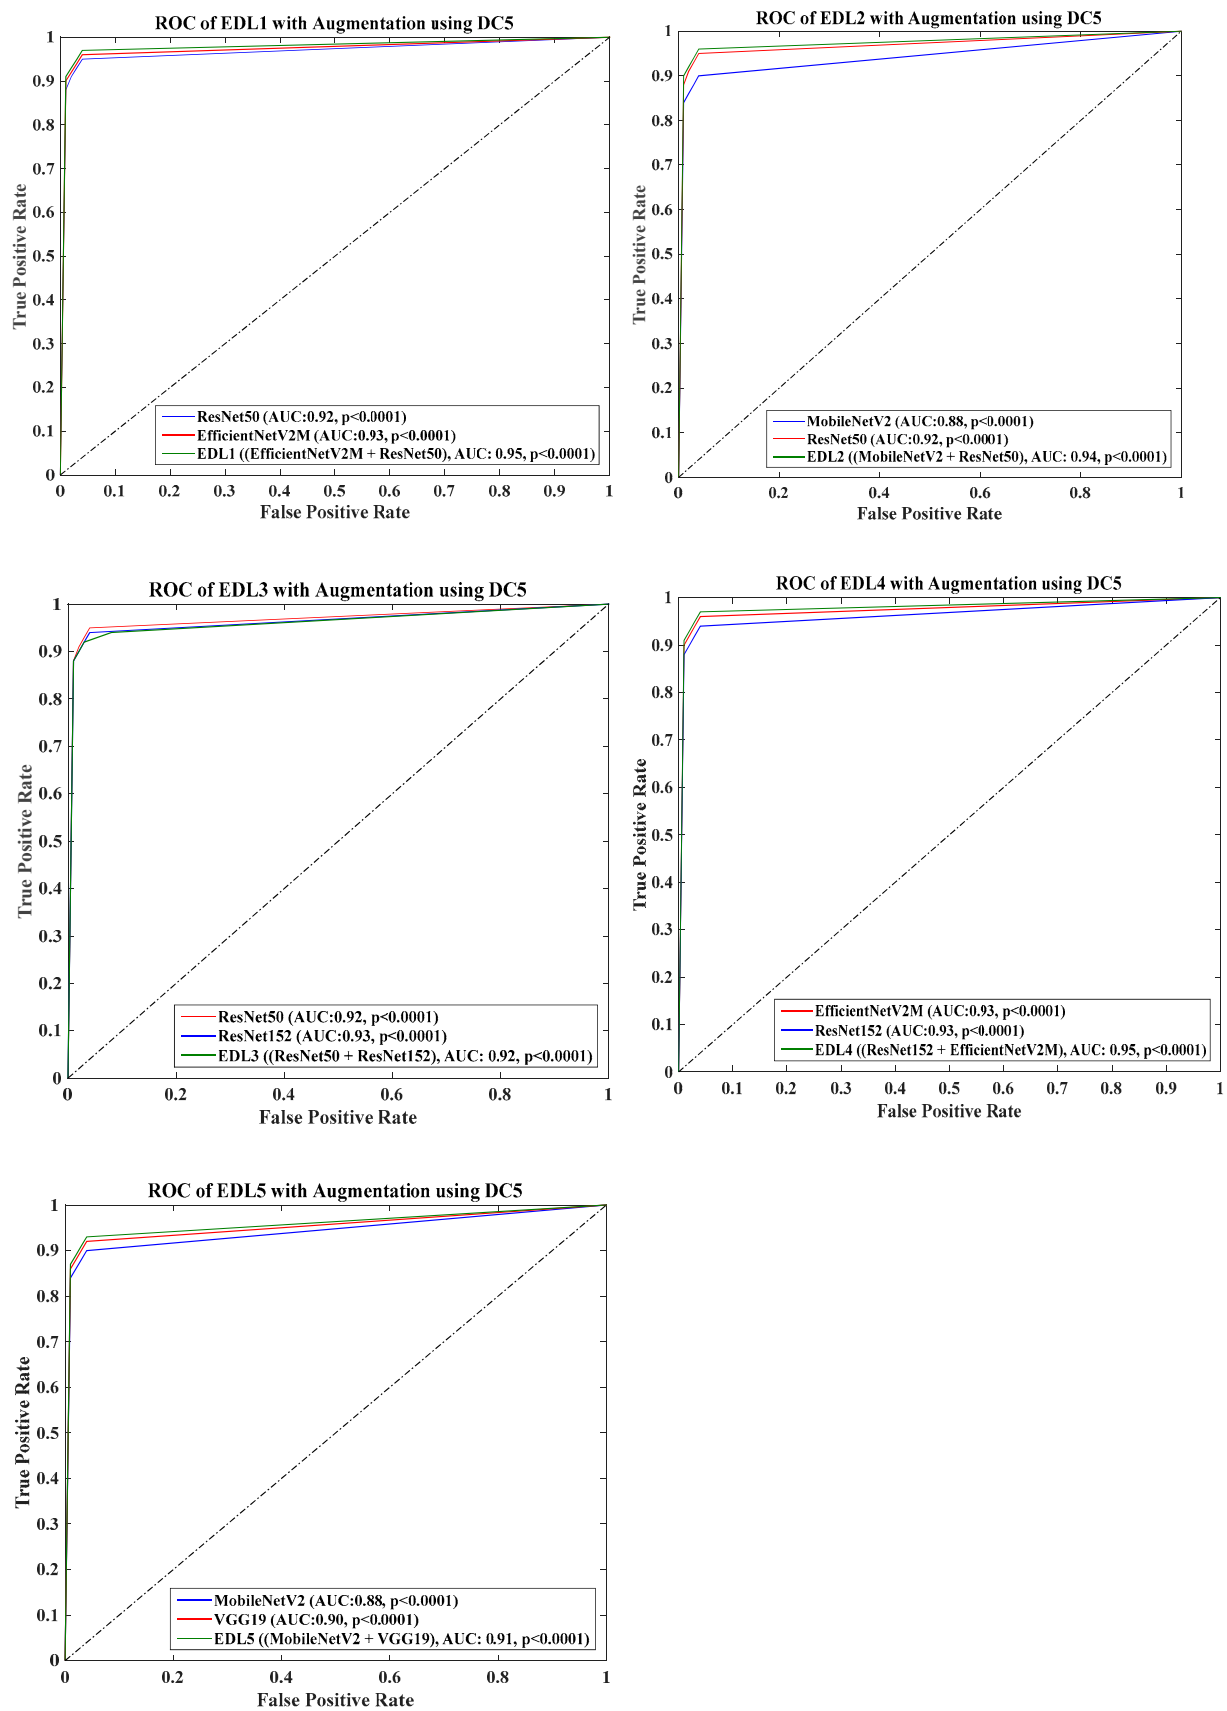 ROC of EDL1 with Augmentation using DC5
1
0.9
0.8
0.7
0.6
0.5
0.4
0.3
0.2
0.1
0
True Positive Rate
ResNet50 (AUC:0.92, p<0.0001)
EfficientNetV2M (AUC:0.93, p<0.0001)
EDL1 ((EfficientNetV2M + ResNet50), AUC: 0.95, p<0.0001)
0 0.1 0.2 0.3 0.4 0.5 0.6 0.7 0.8 0.9 1
False Positive Rate
ROC of EDL2 with Augmentation using DC5
1
0.9
0.8
0.7
0.6
0.5
0.4
0.3
0.2
0.1
0
True Positive Rate
MobileNetV2 (AUC:0.88, p<0.0001)
ResNet50 (AUC:0.92, p<0.0001)
EDL2 ((MobileNetV2 + ResNet50), AUC: 0.94, p<0.0001)
0 0.2 0.4 0.6 0.8 1
False Positive Rate
ROC of EDL3 with Augmentation using DC5
1
0.9
0.8
0.7
0.6
0.5
0.4
0.3
0.2
0.1
0
True Positive Rate
ResNet50 (AUC:0.92, p<0.0001)
ResNet152 (AUC:0.93, p<0.0001)
EDL3 ((ResNet50 + ResNet152), AUC: 0.92, p<0.0001)
0 0.2 0.4 0.6 0.8 1
False Positive Rate
ROC of EDL4 with Augmentation using DC5
1
0.9
0.8
0.7
0.6
0.5
0.4
0.3
0.2
0.1
0
True Positive Rate
EfficientNetV2M (AUC:0.93, p<0.0001)
ResNet152 (AUC:0.93, p<0.0001)
EDL4 ((ResNet152 + EfficientNetV2M), AUC: 0.95, p<0.0001)
0.1 0.2 0.3 0.4 0.5 0.6 0.7 0.8 0.9 1
False Positive Rate
ROC of EDL5 with Augmentation using DC5
1
0.9
0.8
0.7
0.6
0.5
0.4
0.3
0.2
0.1
0
True Positive Rate
MobileNetV2 (AUC:0.88, p<0.0001)
VGG19 (AUC:0.90, p<0.0001)
EDL5 ((MobileNetV2 + VGG19), AUC: 0.91, p<0.0001)
0 0.2 0.4 0.6 0.8 1
False Positive Rate